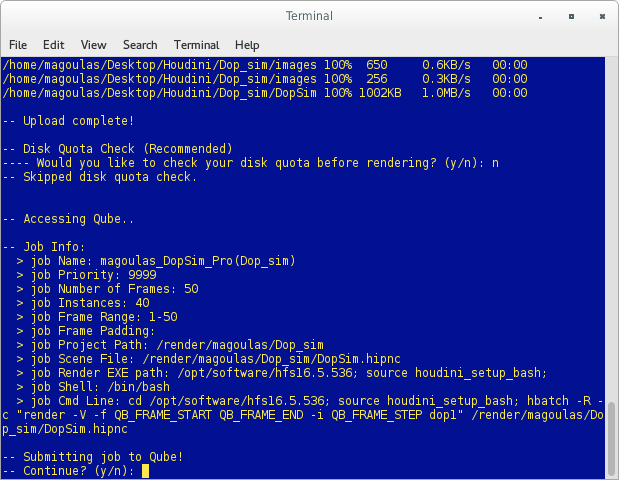 Terminal
File Edit View Search Terminal Help
/home/magoulas/Desktop/Houdini/Dop_sim/images 100% 650 0.6KB/s 00:00
/home/magoulas/Desktop/Houdini/Dop_sim/images 100% 256 0.3KB/s 00:00
/home/magoulas/Desktop/Houdini/Dop_sim/DopSim 100% 1002KB 1.0MB/s 00:00
-- Upload complete!
-- Disk Quota Check (Recommended)
---- Would you like to check your disk quota before rendering? (y/n): n
-- Skipped disk quota check.
-- Accessing Qube..
-- Job Info:
> job Name: magoulas_DopSim_Pro(Dop_sim)
> job Priority: 9999
> job Number of Frames: 50
> job Instances: 40
> job Frame Range: 1-50
> job Frame Padding:
> job Project Path: /render/magoulas/Dop_sim
> job Scene File: /render/magoulas/Dop_sim/DopSim.hipnc
> job Render EXE path: /opt/software/hfs16.5.536; source houdini_setup_bash;
> job Shell: /bin/bash
> job Cmd Line: cd /opt/software/hfs16.5.536; source houdini_setup_bash; hbatch -R -
c "render -V -f QB_FRAME_START QB_FRAME_END -i QB_FRAME_STEP dop1" /render/magoulas/Do
p_sim/DopSim.hipnc
-- Submitting job to Qube!
-- Continue? (y/n):